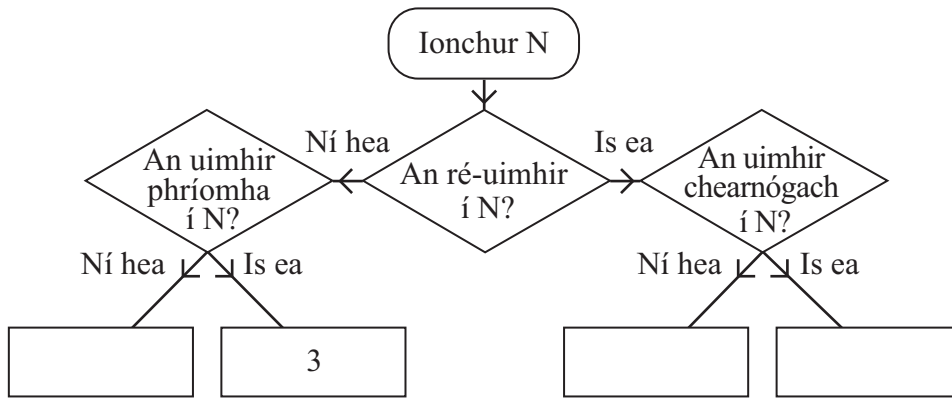 Ionchur N
Ní hea
Is ea
An uimhir
phríomha
í N?
An ré-uimhir
í N?
An uimhir
chearnógach
í N?
Ní hea
Is ea
Ní hea
Is ea
3